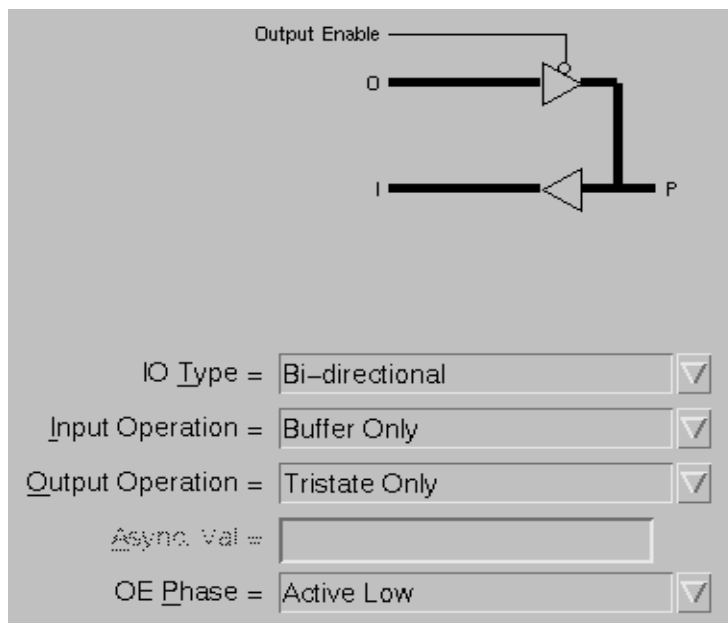 Output Enable
O
I P
IO Type = Bi-directional
Input Operation = Buffer Only
Output Operation = Tristate Only
Async. Val =
OE Phase = Active Low